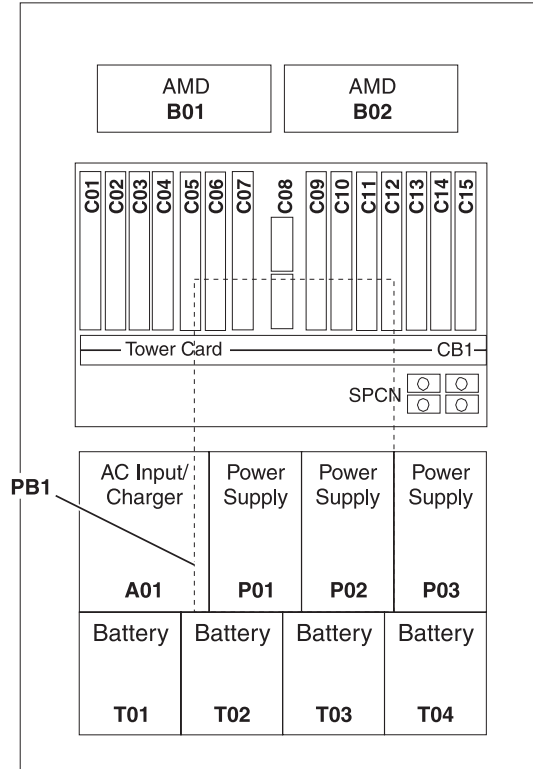 AMD AMD
B01 B02
C01 C02 C03 C04 C05 C06 C07 C08 C09 C10 C11 C12 C13 C14 C15
Tower Card CB1
SPCN
PB1
AC Input/ Power Power Power
Charger Supply Supply Supply
A01 P01 P02 P03
Battery Battery Battery Battery
T01 T02 T03 T04